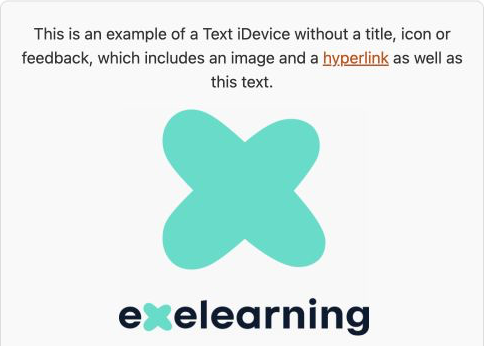 This is an example of a Text iDevice without a title, icon or
feedback, which includes an image and a hyperlink as well as
this text.
exelearning